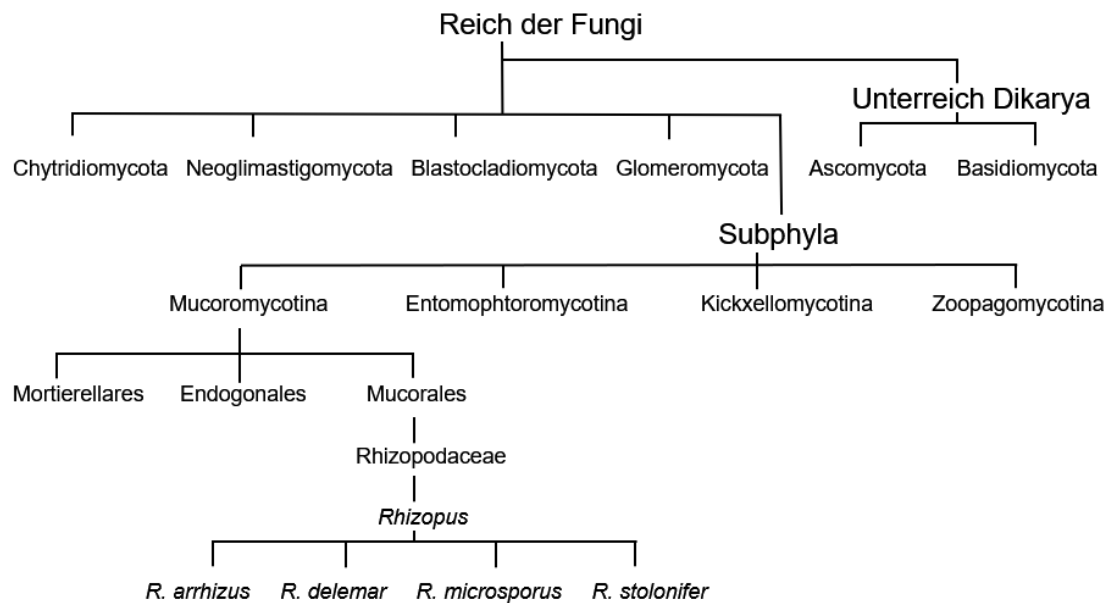 Reich der Fungi
Unterreich Dikarya
Chytridiomycota Neoglimastigomycota Blastocladiomycota Glomeromycota Ascomycota Basidiomycota
Subphyla
Mucoromycotina Entomophtoromycotina Kickxellomycotina Zoopagomycotina
Mortierellares Endogonales Mucorales
Rhizopodaceae
Rhizopus
R. arrhizus R. delemar R. microsporus R. stolonifer